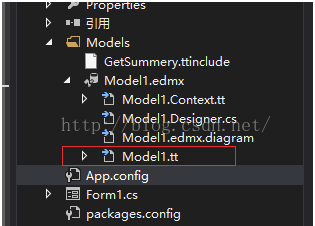 Properties
引用
Models
GetSummery.ttinclude
Model1.edmx
Model1.Context.tt
Model1.Designer.cs
http://blog.csdn.net/
Model1.edmx.diagram
Model1.tt
App.config
Form1.cs
packages.config